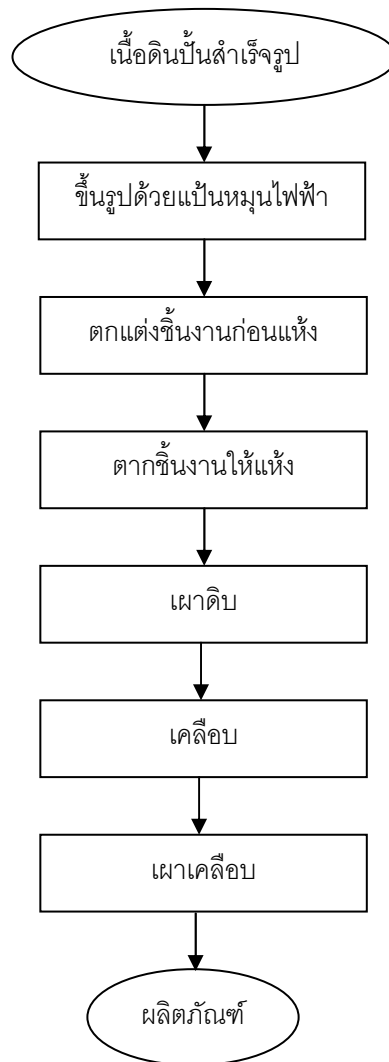 เนื้อดินปั้นสำเร็จรูป
ขึ้นรูปด้วยแป้นหมุนไฟฟ้า
ตกแต่งชิ้นงานก่อนแห้ง
ตากชิ้นงานให้แห้ง
เผาดิบ
เคลือบ
เผาเคลือบ
ผลิตภัณฑ์